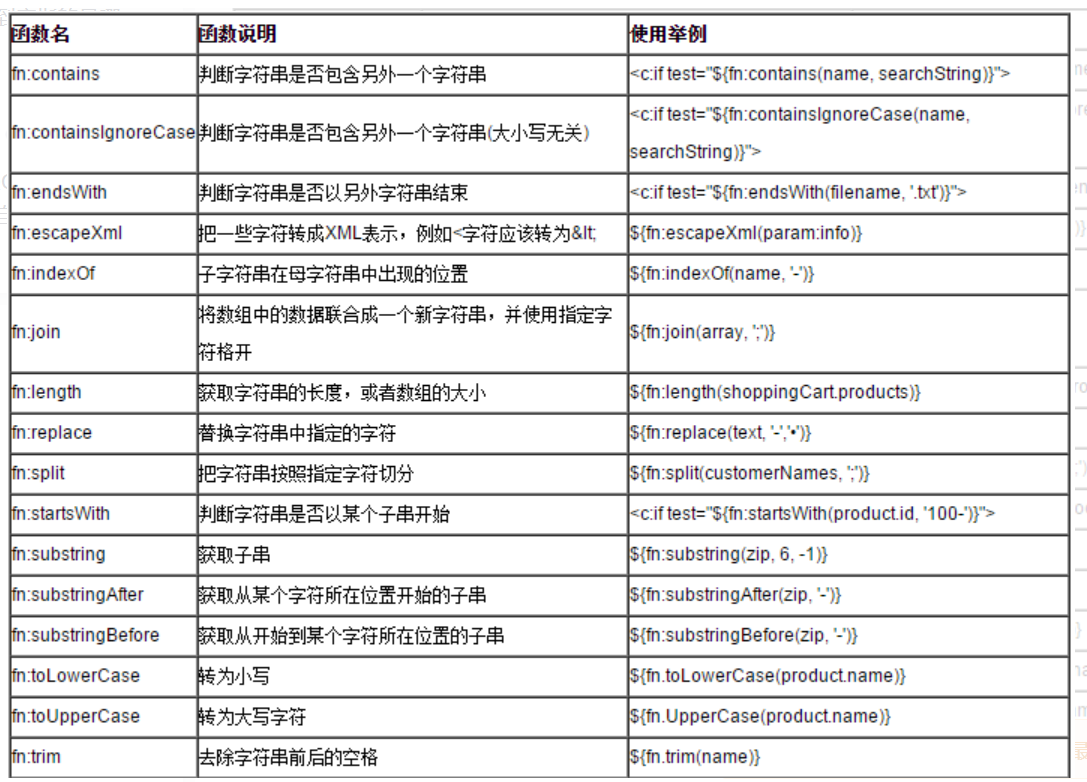 函数名 函数说明 使用举例
fn:contains 判断字符串是否包含另外一个字符串 <c:if test="${fn:contains(name, searchString)}">
fn:containsIgnoreCase 判断字符串是否包含另外一个字符串(大小写无关) <c:if test="${fn:containsIgnoreCase(name,
searchString)}">
fn:endsWith 判断字符串是否以另外字符串结束 <c:if test="${fn:endsWith(filename, '.txt')}">
fn:escapeXml 把一些字符转成XML表示，例如<字符应该转为&lt; ${fn:escapeXml(param:info)}
fn:indexOf 子字符串在母字符串中出现的位置 ${fn:indexOf(name, '-')}
fn:join 将数组中的数据联合成一个新字符串，并使用指定字
符格开 ${fn:join(array, ';')}
fn:length 获取字符串的长度，或者数组的大小 ${fn:length(shoppingCart.products)}
fn:replace 替换字符串中指定的字符 ${fn:replace(text, '-','•')}
fn:split 把字符串按照指定字符切分 ${fn:split(customerNames, ';')}
fn:startsWith 判断字符串是否以某个子串开始 <c:if test="${fn:startsWith(product.id, '100-')}">
fn:substring 获取子串 ${fn:substring(zip, 6, -1)}
fn:substringAfter 获取从某个字符所在位置开始的子串 ${fn:substringAfter(zip, '-')}
fn:substringBefore 获取从开始到某个字符所在位置的子串 ${fn:substringBefore(zip, '-')}
fn:toLowerCase 转为小写 ${fn.toLowerCase(product.name)}
fn:toUpperCase 转为大写字符 ${fn.UpperCase(product.name)}
fn:trim 去除字符串前后的空格 ${fn.trim(name)}